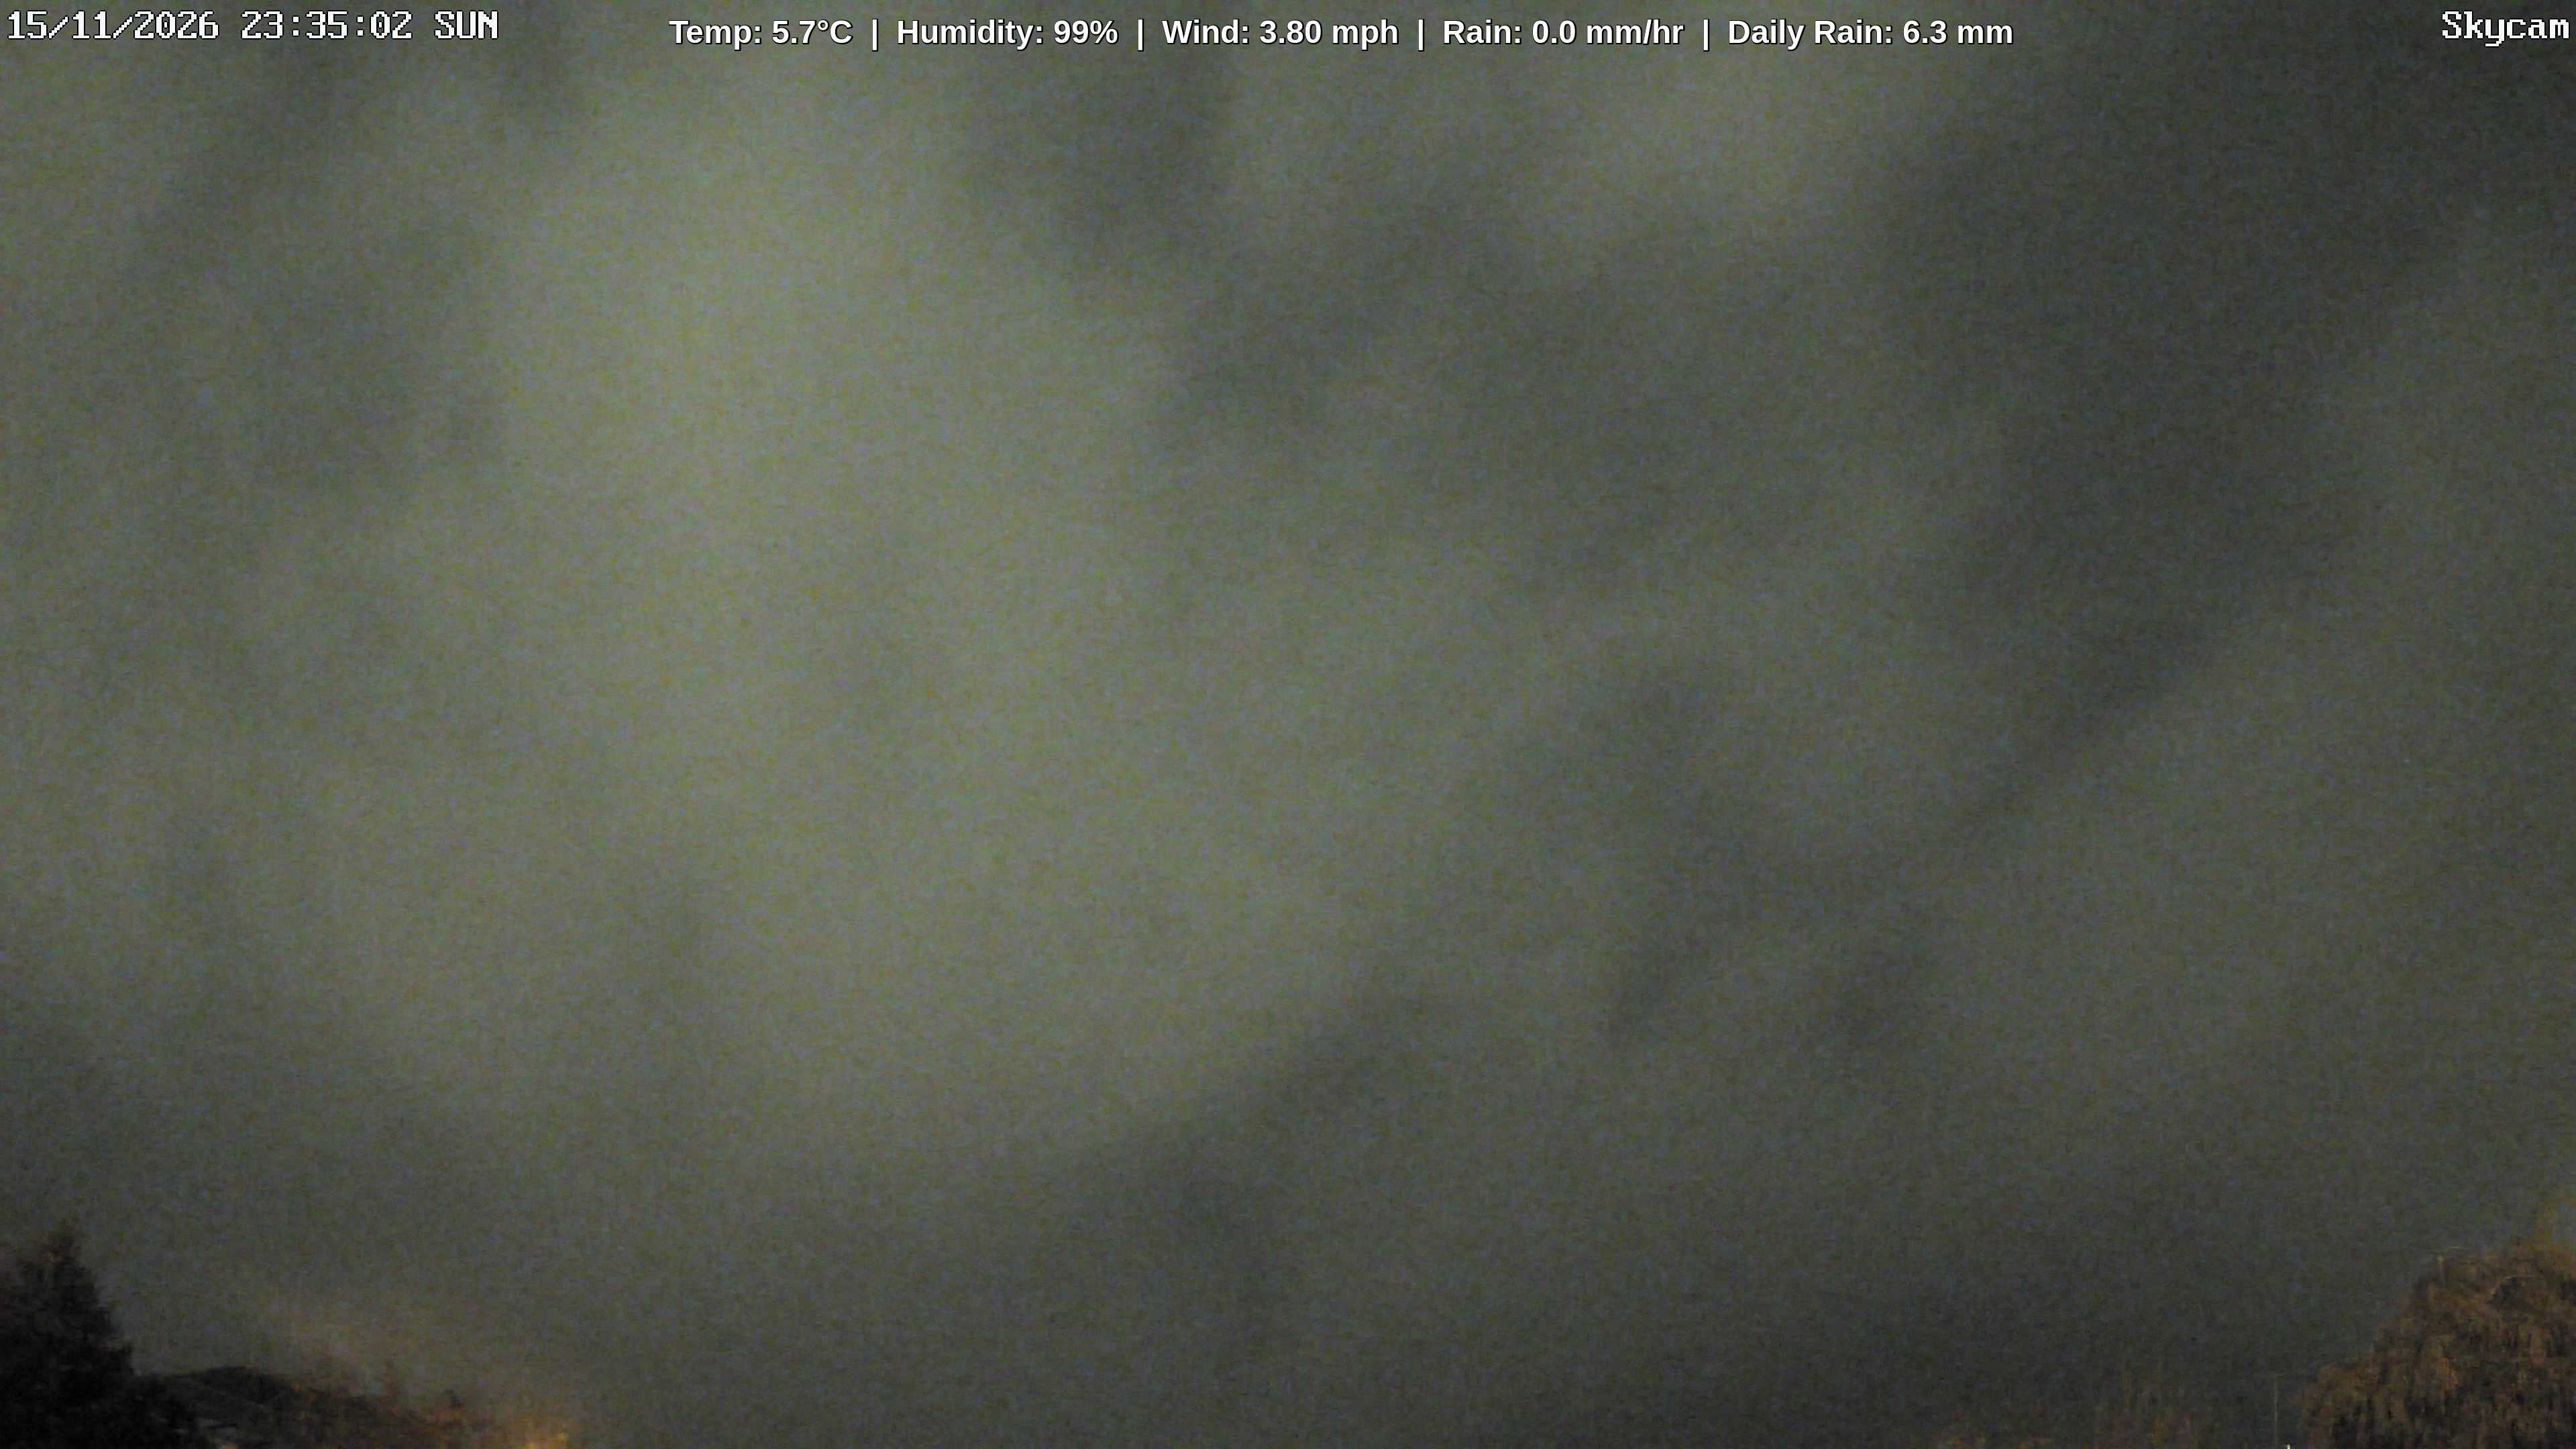 15/11/2026 23:35:02 SUN
Temp: 5.7°C | Humidity: 99% | Wind: 3.80 mph | Rain: 0.0 mm/hr | Daily Rain: 6.3 mm
Skycam